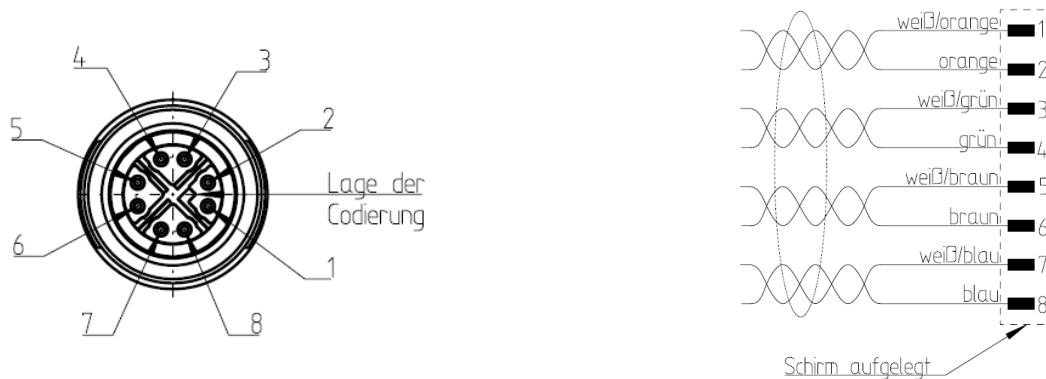 4
3
5
2
Lage der
Codierung
6
1
7
8
weiß/orange 1
orange 2
weiß/grün 3
grün 4
weiß/braun 5
braun 6
weiß/blau 7
blau 8
Schirm aufgelegt